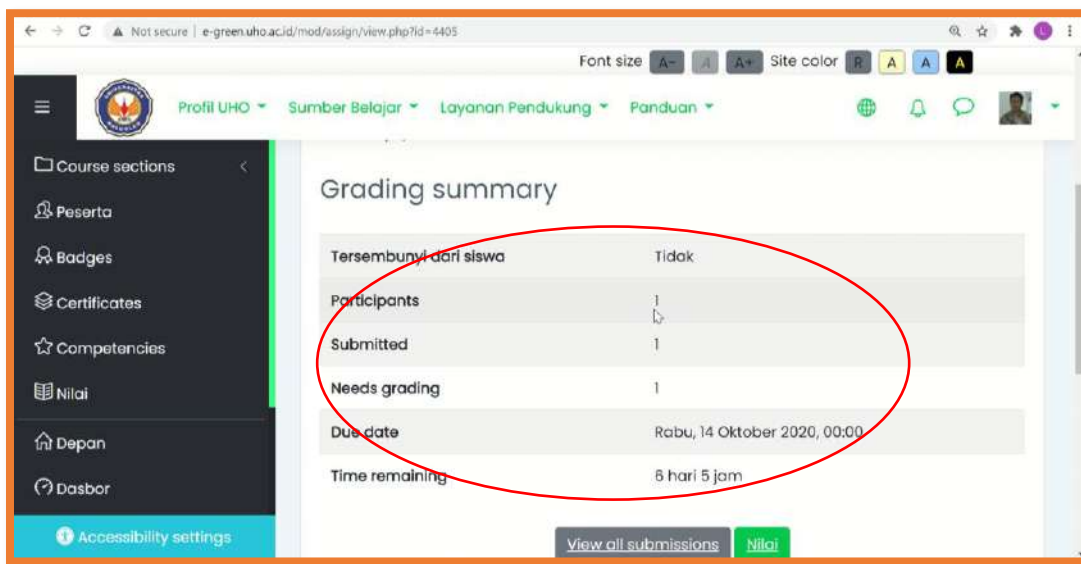 Not secure | e-green.uho.ac.id/mod/assign/view.php?id=4405
Font size A- A A+ Site color R A A A
Profil UHO Sumber Belajar Layanan Pendukung Panduan
Course sections
Peserta
Badges
Certificates
Competencies
Nilai
Depan
Dasbor
Accessibility settings
Grading summary
Tersembunyi dari siswa Tidak
Participants 1
Submitted 1
Needs grading 1
Due date Rabu, 14 Oktober 2020, 00:00
Time remaining 6 hari 5 jam
View all submissions Nilai